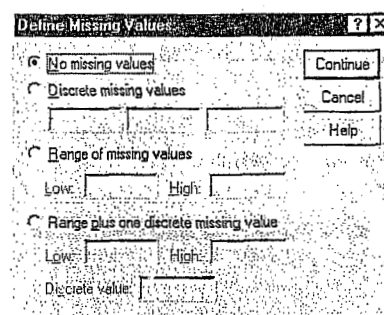 Define Missing Values
No missing values
Continue
Discrete missing values
Cancel
Help
Range of missing values
Low: High:
Range plus one discrete missing value
Low: High:
Discrete value: